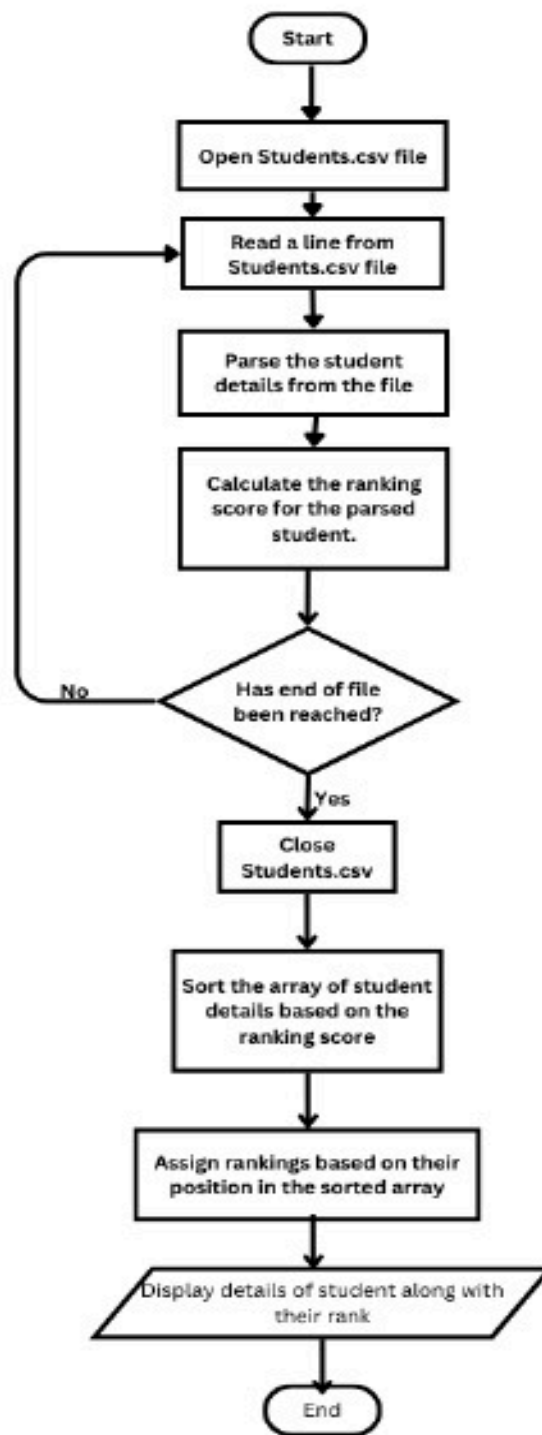 Start
Open Students.csv file
Read a line from
Students.csv file
Parse the student
details from the file
Calculate the ranking
score for the parsed
student.
Has end of file
been reached?
No
Yes
Close
Students.csv
Sort the array of student
details based on the
ranking score
Assign rankings based on their
position in the sorted array
Display details of student along with
their rank
End